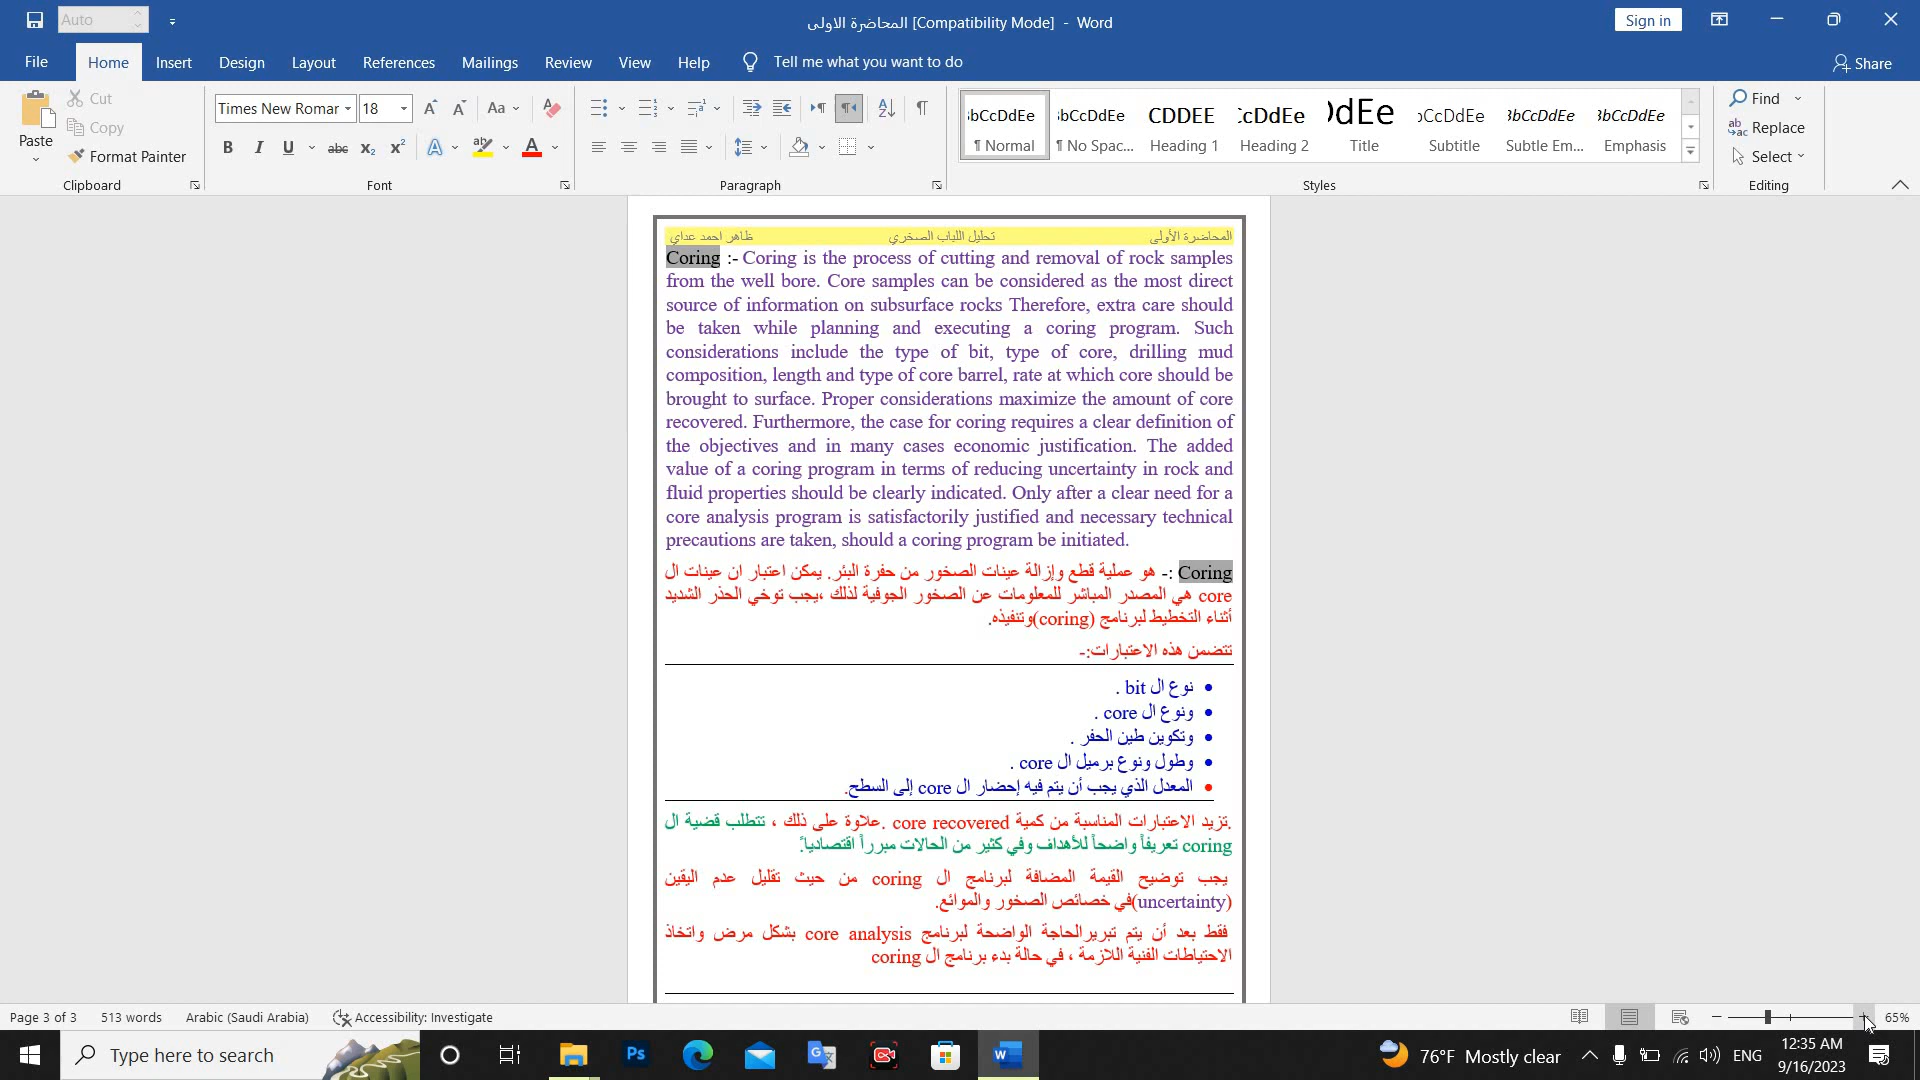 Auto
المحاضرة الاولى [Compatibility Mode] - Word
Sign in
File Home Insert Design Layout References Mailings Review View Help Tell me what you want to do Share
Paste
Cut
Copy
Format Painter
Clipboard
Times New Romar 18
Font
Paragraph
¶ Normal
¶ No Spac...
Heading 1
Heading 2
Title
Subtitle
Subtle Em...
Emphasis
Styles
Find
Replace
Select
Editing
المحاضرة الأولى تحليل اللباب الصخري ظاهر احمد عداي
Coring :- Coring is the process of cutting and removal of rock samples
from the well bore. Core samples can be considered as the most direct
source of information on subsurface rocks Therefore, extra care should
be taken while planning and executing a coring program. Such
considerations include the type of bit, type of core, drilling mud
composition, length and type of core barrel, rate at which core should be
brought to surface. Proper considerations maximize the amount of core
recovered. Furthermore, the case for coring requires a clear definition of
the objectives and in many cases economic justification. The added
value of a coring program in terms of reducing uncertainty in rock and
fluid properties should be clearly indicated. Only after a clear need for a
core analysis program is satisfactorily justified and necessary technical
precautions are taken, should a coring program be initiated.
Coring :- هو عملية قطع وإزالة عينات الصخور من حفرة البئر. يمكن اعتبار ان عينات ال
core هي المصدر المباشر للمعلومات عن الصخور الجوفية لذلك ،يجب توخي الحذر الشديد
أثناء التخطيط لبرنامج (coring)وتنفيذه.
تتضمن هذه الاعتبارات:-
• نوع ال bit .
• ونوع ال core .
• وتكوين طين الحفر .
• وطول ونوع برميل ال core .
• المعدل الذي يجب أن يتم فيه إحضار ال core إلى السطح.
.تزيد الاعتبارات المناسبة من كمية core recovered .علاوة على ذلك ، تتطلب قضية ال
coring تعريفاً واضحاً للأهداف وفي كثير من الحالات مبرراً اقتصادياً.
يجب توضيح القيمة المضافة لبرنامج ال coring من حيث تقليل عدم اليقين
(uncertainty)في خصائص الصخور والموائع.
فقط بعد أن يتم تبريرالحاجة الواضحة لبرنامج core analysis بشكل مرض واتخاذ
الاحتياطات الفنية اللازمة ، في حالة بدء برنامج ال coring
Page 3 of 3 513 words Arabic (Saudi Arabia) Accessibility: Investigate 65%
Type here to search
76°F Mostly clear ENG
12:35 AM
9/16/2023